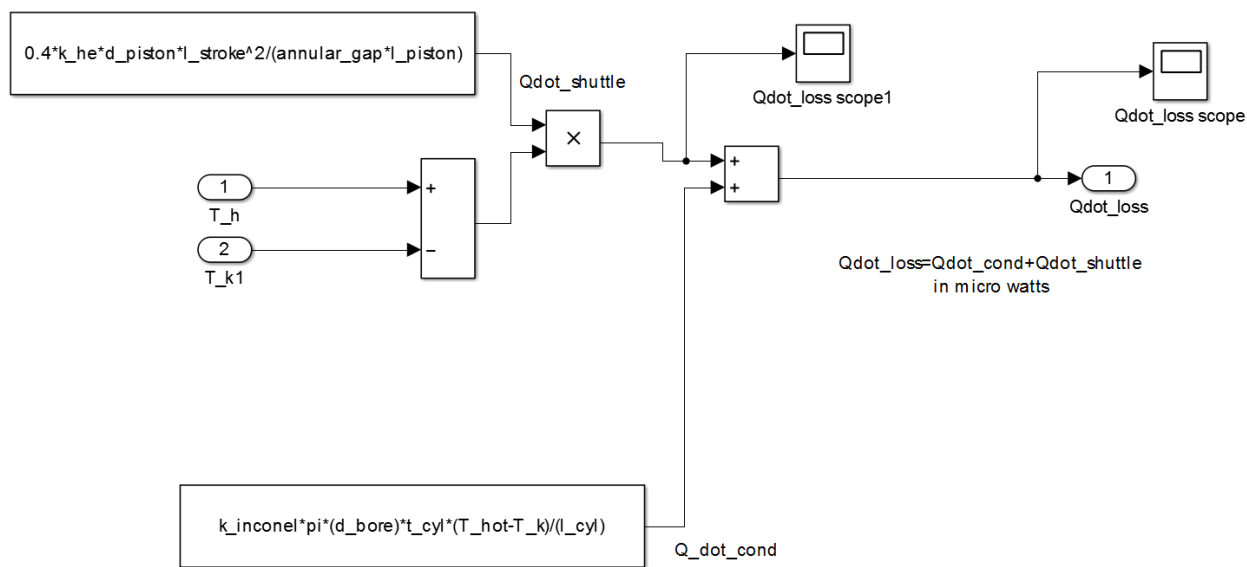 0.4*k_he*d_piston*l_stroke^2/(annular_gap*l_piston)
Qdot_shuttle
×
Qdot_loss scope1
Qdot_loss scope
+
+
1
Qdot_loss
1
T_h
+
2
T_k1
−
Qdot_loss=Qdot_cond+Qdot_shuttle
in micro watts
k_inconel*pi*(d_bore)*t_cyl*(T_hot-T_k)/(l_cyl)
Q_dot_cond